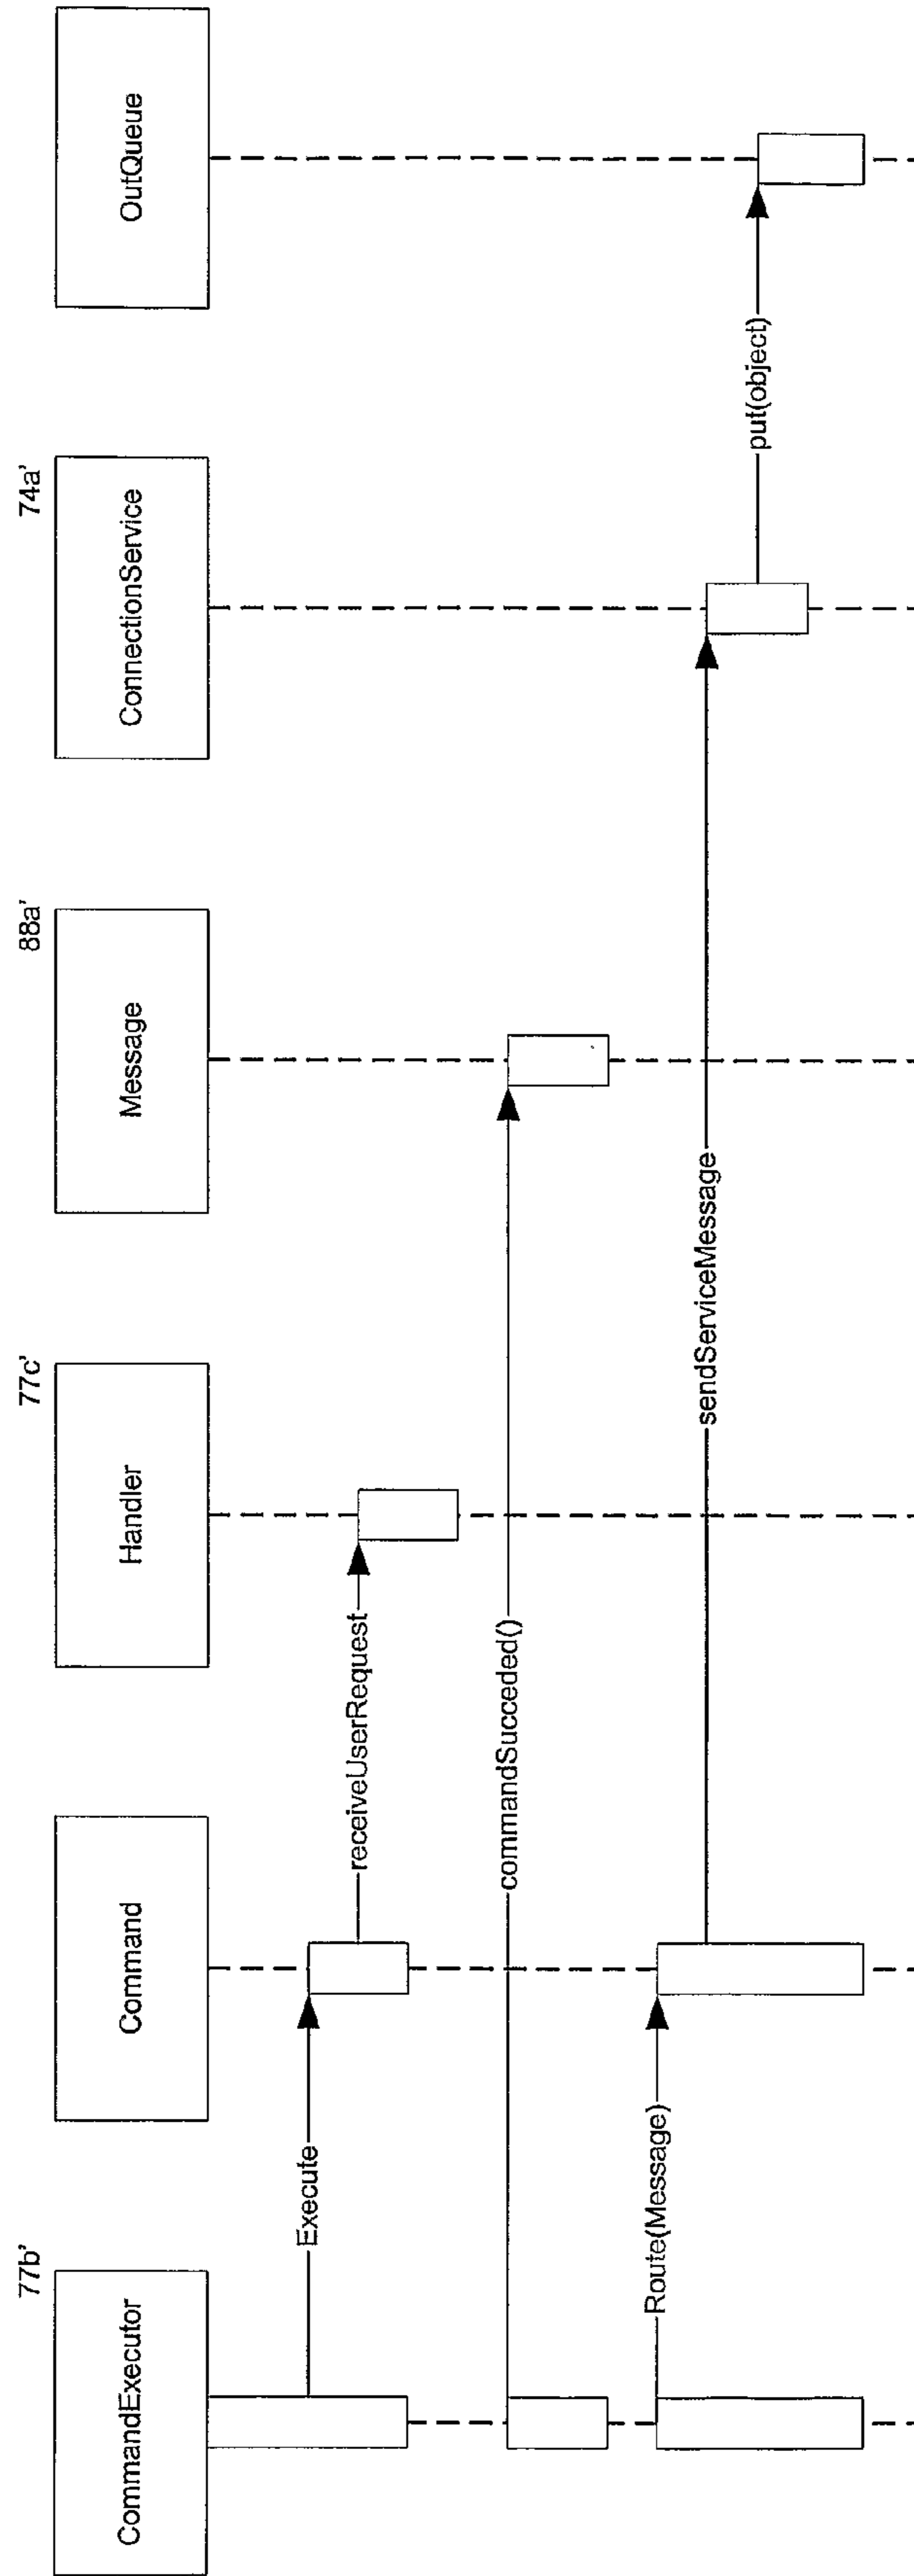 77b'
77c'
88a'
74a'
CommandExecutor
Command
Handler
Message
ConnectionService
OutQueue
Execute
receiveUserRequest
commandSucceded()
Route(Message)
sendServiceMessage
put(object)